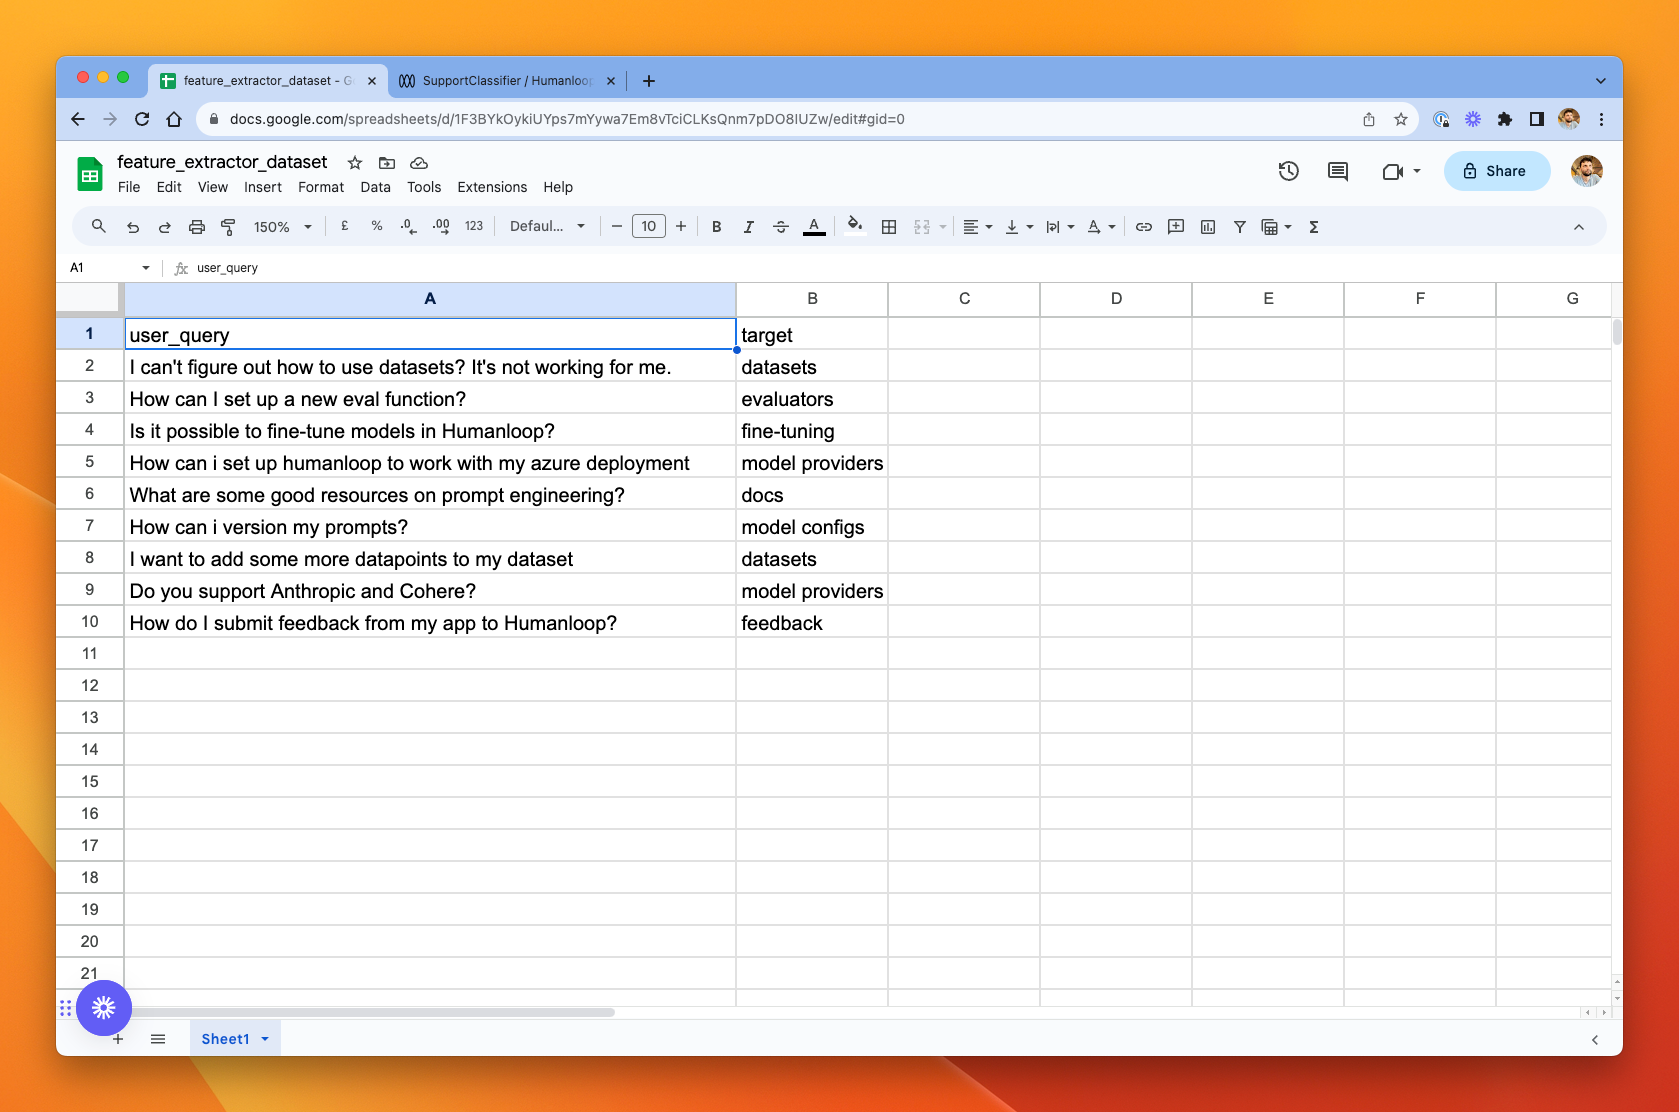 feature_extractor_dataset - G
SupportClassifier / Humanloop
docs.google.com/spreadsheets/d/1F3BYkOykiUYps7mYywa7Em8vTciCLKsQnm7pDO8IUZw/edit#gid=0
feature_extractor_dataset
File Edit View Insert Format Data Tools Extensions Help
Share
150% £ % .0 .00 123 Defaul... 10 B I A
A1 fx user_query
A B C D E F G
1 user_query target
2 I can't figure out how to use datasets? It's not working for me. datasets
3 How can I set up a new eval function? evaluators
4 Is it possible to fine-tune models in Humanloop? fine-tuning
5 How can i set up humanloop to work with my azure deployment model providers
6 What are some good resources on prompt engineering? docs
7 How can i version my prompts? model configs
8 I want to add some more datapoints to my dataset datasets
9 Do you support Anthropic and Cohere? model providers
10 How do I submit feedback from my app to Humanloop? feedback
11
12
13
14
15
16
17
18
19
20
21
Sheet1